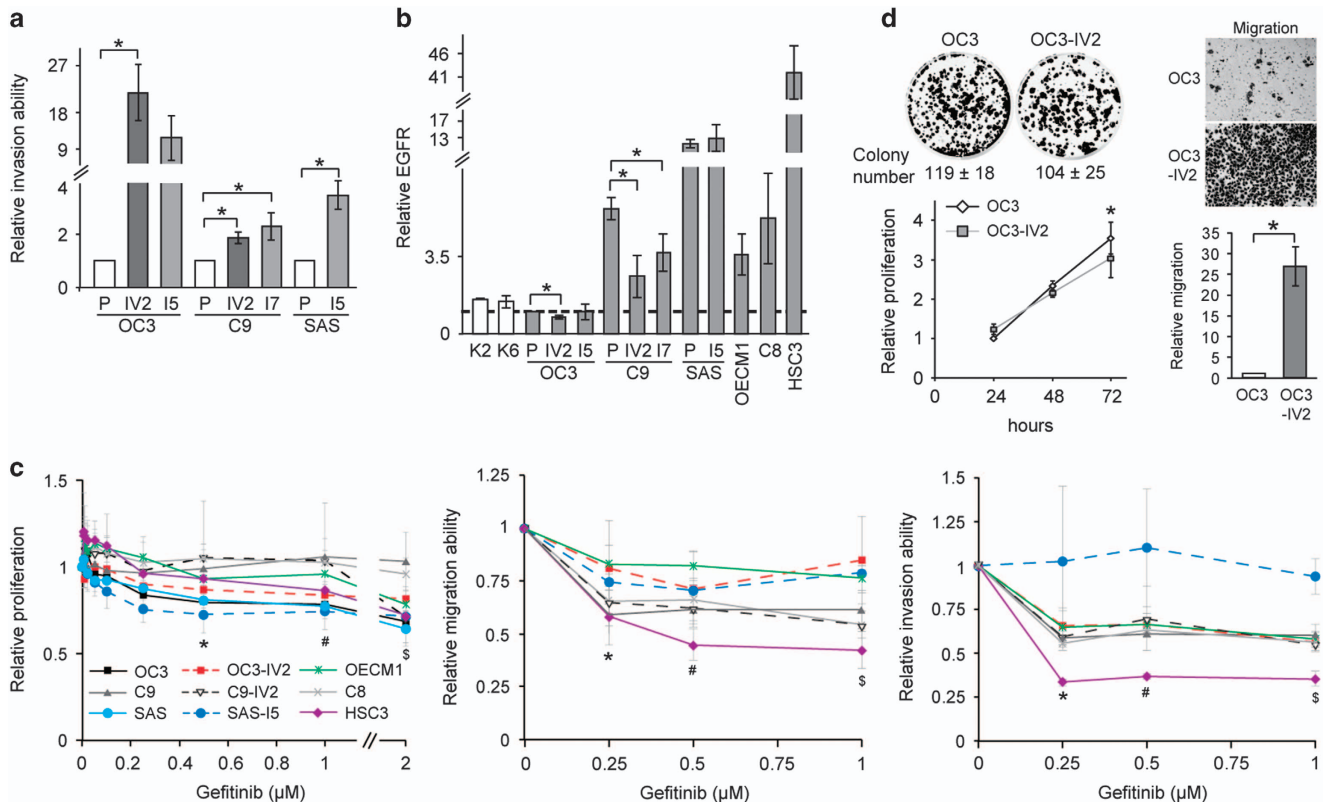 a
Relative invasion ability
27
18
9
4
2
0
*
*
*
*
P IV2 I5 P IV2 I7 P I5
OC3 C9 SAS
b
Relative EGFR
46
41
17
13
3.5
0
*
*
*
K2 K6 P IV2 I5 P IV2 I7 P I5 OECM1 C8 HSC3
OC3 C9 SAS
d
OC3 OC3-IV2
Colony
number 119 ± 18 104 ± 25
Relative proliferation
4
3
2
1
0
OC3
OC3-IV2
*
0 24 48 72
hours
Migration
OC3
OC3
-IV2
Relative migration
35
30
25
20
15
10
5
0
*
OC3 OC3
-IV2
c
Relative proliferation
1.5
1
0.5
0
* # $
OC3 OC3-IV2 OECM1
C9 C9-IV2 C8
SAS SAS-I5 HSC3
0 0.2 0.4 0.6 0.8 1 2
Gefitinib (µM)
Relative migration ability
1.25
1
0.75
0.5
0.25
0
* # $
0 0.25 0.5 0.75 1
Gefitinib (µM)
Relative invasion ability
1.5
1.25
1
0.75
0.5
0.25
0
* # $
0 0.25 0.5 0.75 1
Gefitinib (µM)